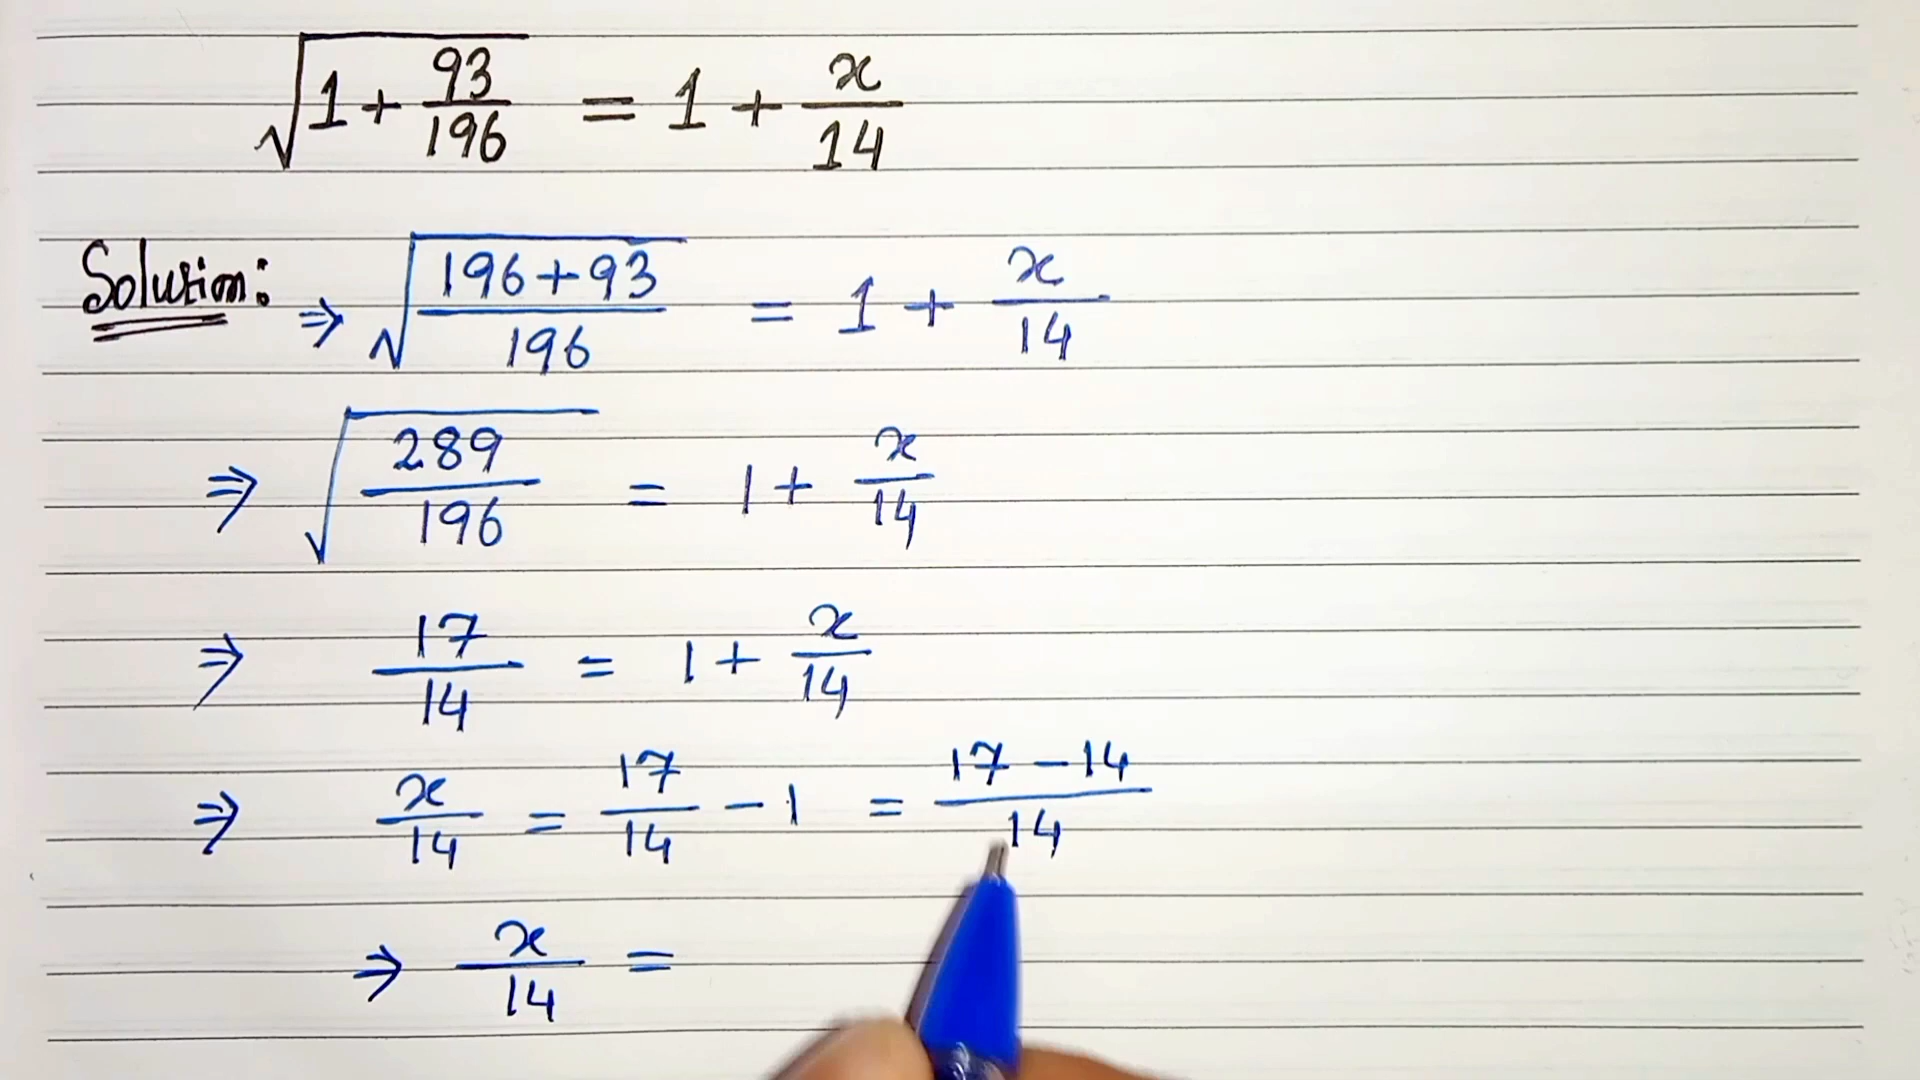 √(1 + 93/196) = 1 + x/14
Solution: ⇒ √((196+93)/196) = 1 + x/14
⇒ √(289/196) = 1 + x/14
⇒ 17/14 = 1 + x/14
⇒ x/14 = 17/14 − 1 = (17 − 14)/14
⇒ x/14 =